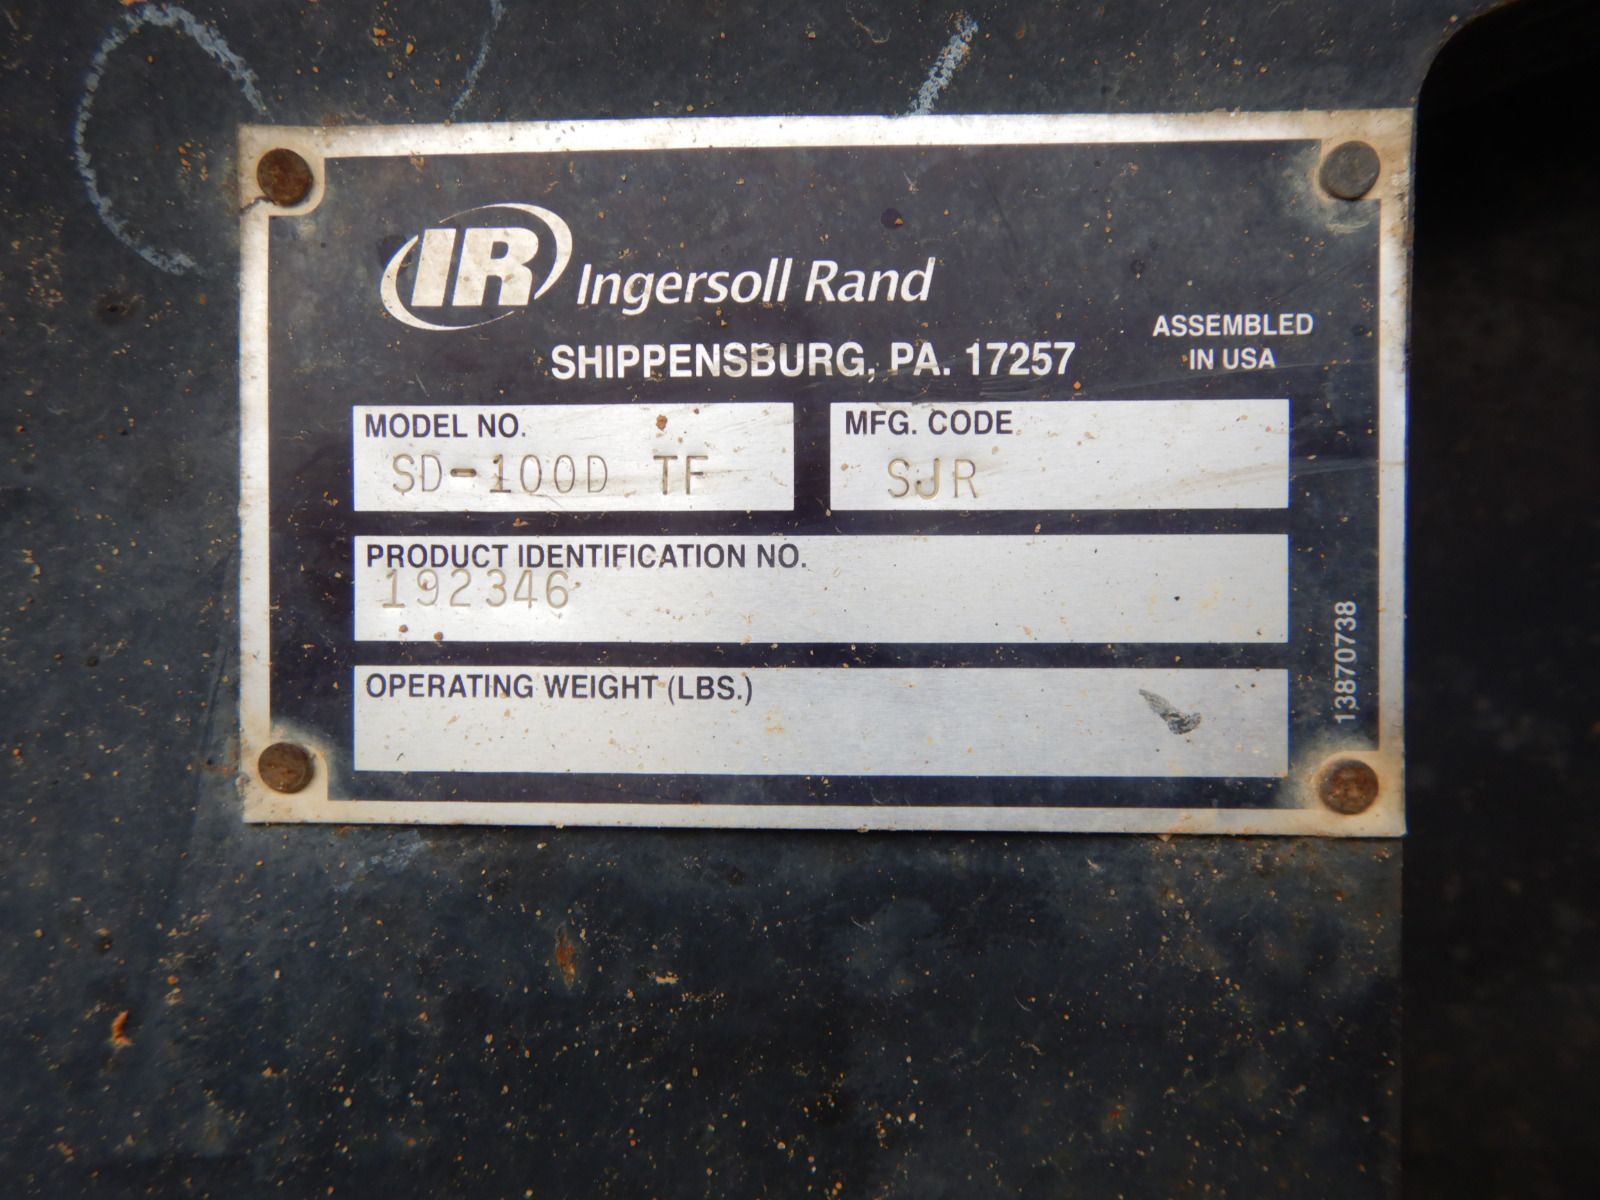 IR Ingersoll Rand
SHIPPENSBURG, PA. 17257
ASSEMBLED
IN USA
MODEL NO.
SD-100D TF
MFG. CODE
SJR
PRODUCT IDENTIFICATION NO.
192346
OPERATING WEIGHT (LBS.)
13870738